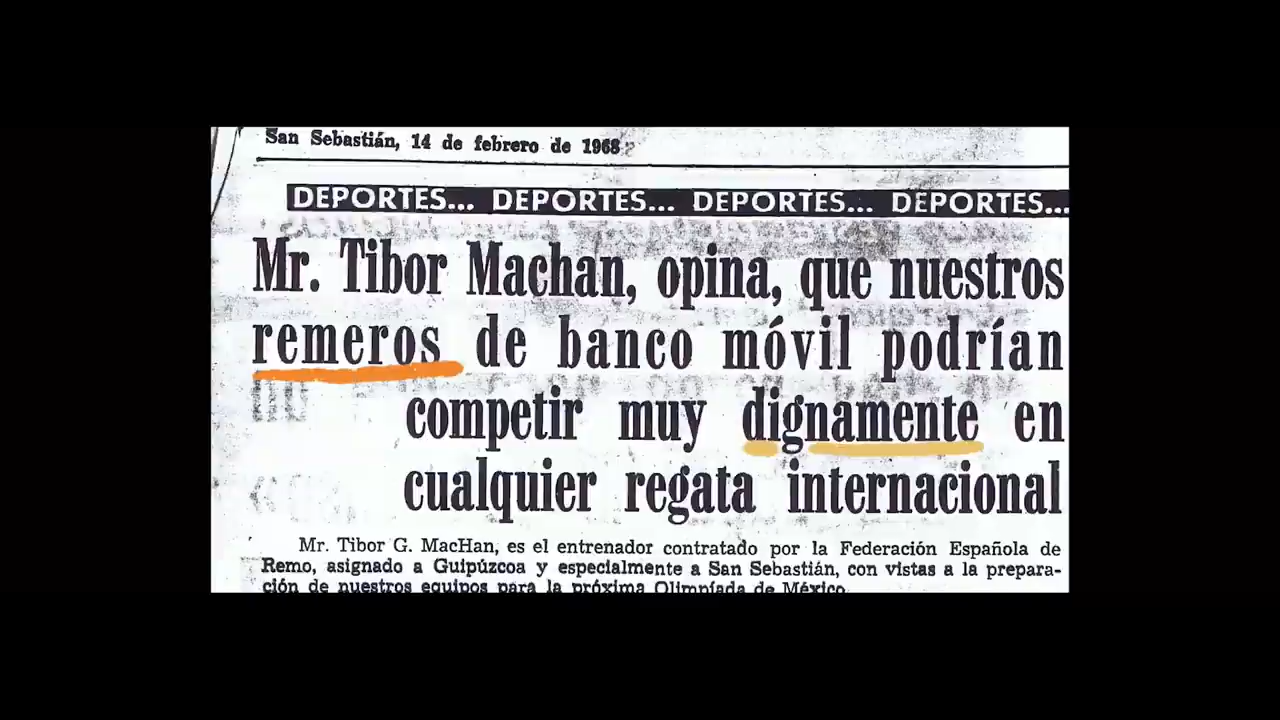 San Sebastián, 14 de febrero de 1968
DEPORTES... DEPORTES... DEPORTES... DEPORTES...
Mr. Tibor Machan, opina, que nuestros
remeros de banco móvil podrían
competir muy dignamente en
cualquier regata internacional
Mr. Tibor G. MacHan, es el entrenador contratado por la Federación Española de
Remo, asignado a Guipúzcoa y especialmente a San Sebastián, con vistas a la prepara-
ción de nuestros equipos para la próxima Olimpíada de México.